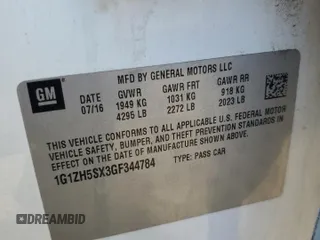 MFD BY GENERAL MOTORS LLC
GM
DATE GVWR GAWR FRT GAWR RR
07/16 1949 KG 1031 KG 918 KG
4295 LB 2272 LB 2023 LB
THIS CAR CONFORMS TO ALL APPLICABLE U.S. FEDERAL MOTOR
VEHICLE SAFETY, BUMPER, AND THEFT PREVENTION STANDARDS
IN EFFECT ON THE DATE OF MANUFACTURE SHOWN ABOVE.
1G1ZH5SX3GF344784 TYPE: PASS CAR
DREAMBID